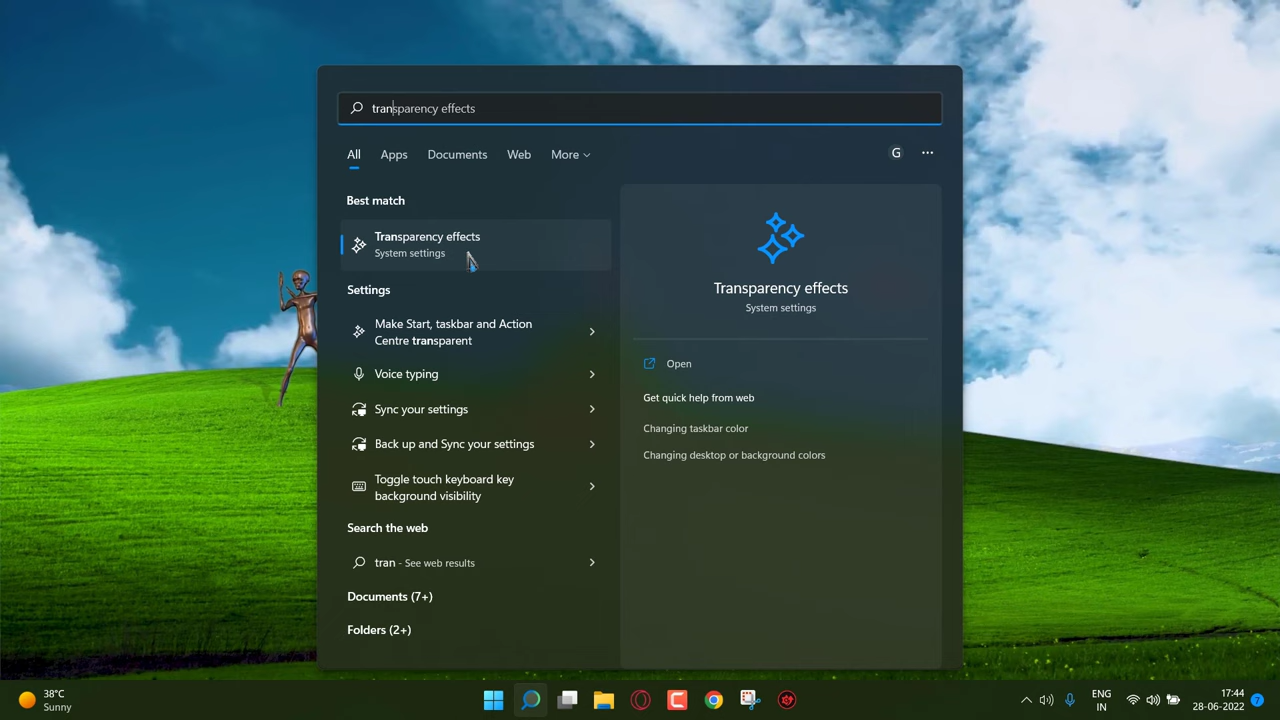 transparency effects
All Apps Documents Web More G
Best match
Transparency effects
System settings
Settings
Make Start, taskbar and Action
Centre transparent
Voice typing
Sync your settings
Back up and Sync your settings
Toggle touch keyboard key
background visibility
Search the web
tran - See web results
Documents (7+)
Folders (2+)
Transparency effects
System settings
Open
Get quick help from web
Changing taskbar color
Changing desktop or background colors
38°C
Sunny
ENG
IN
17:44
28-06-2022
7